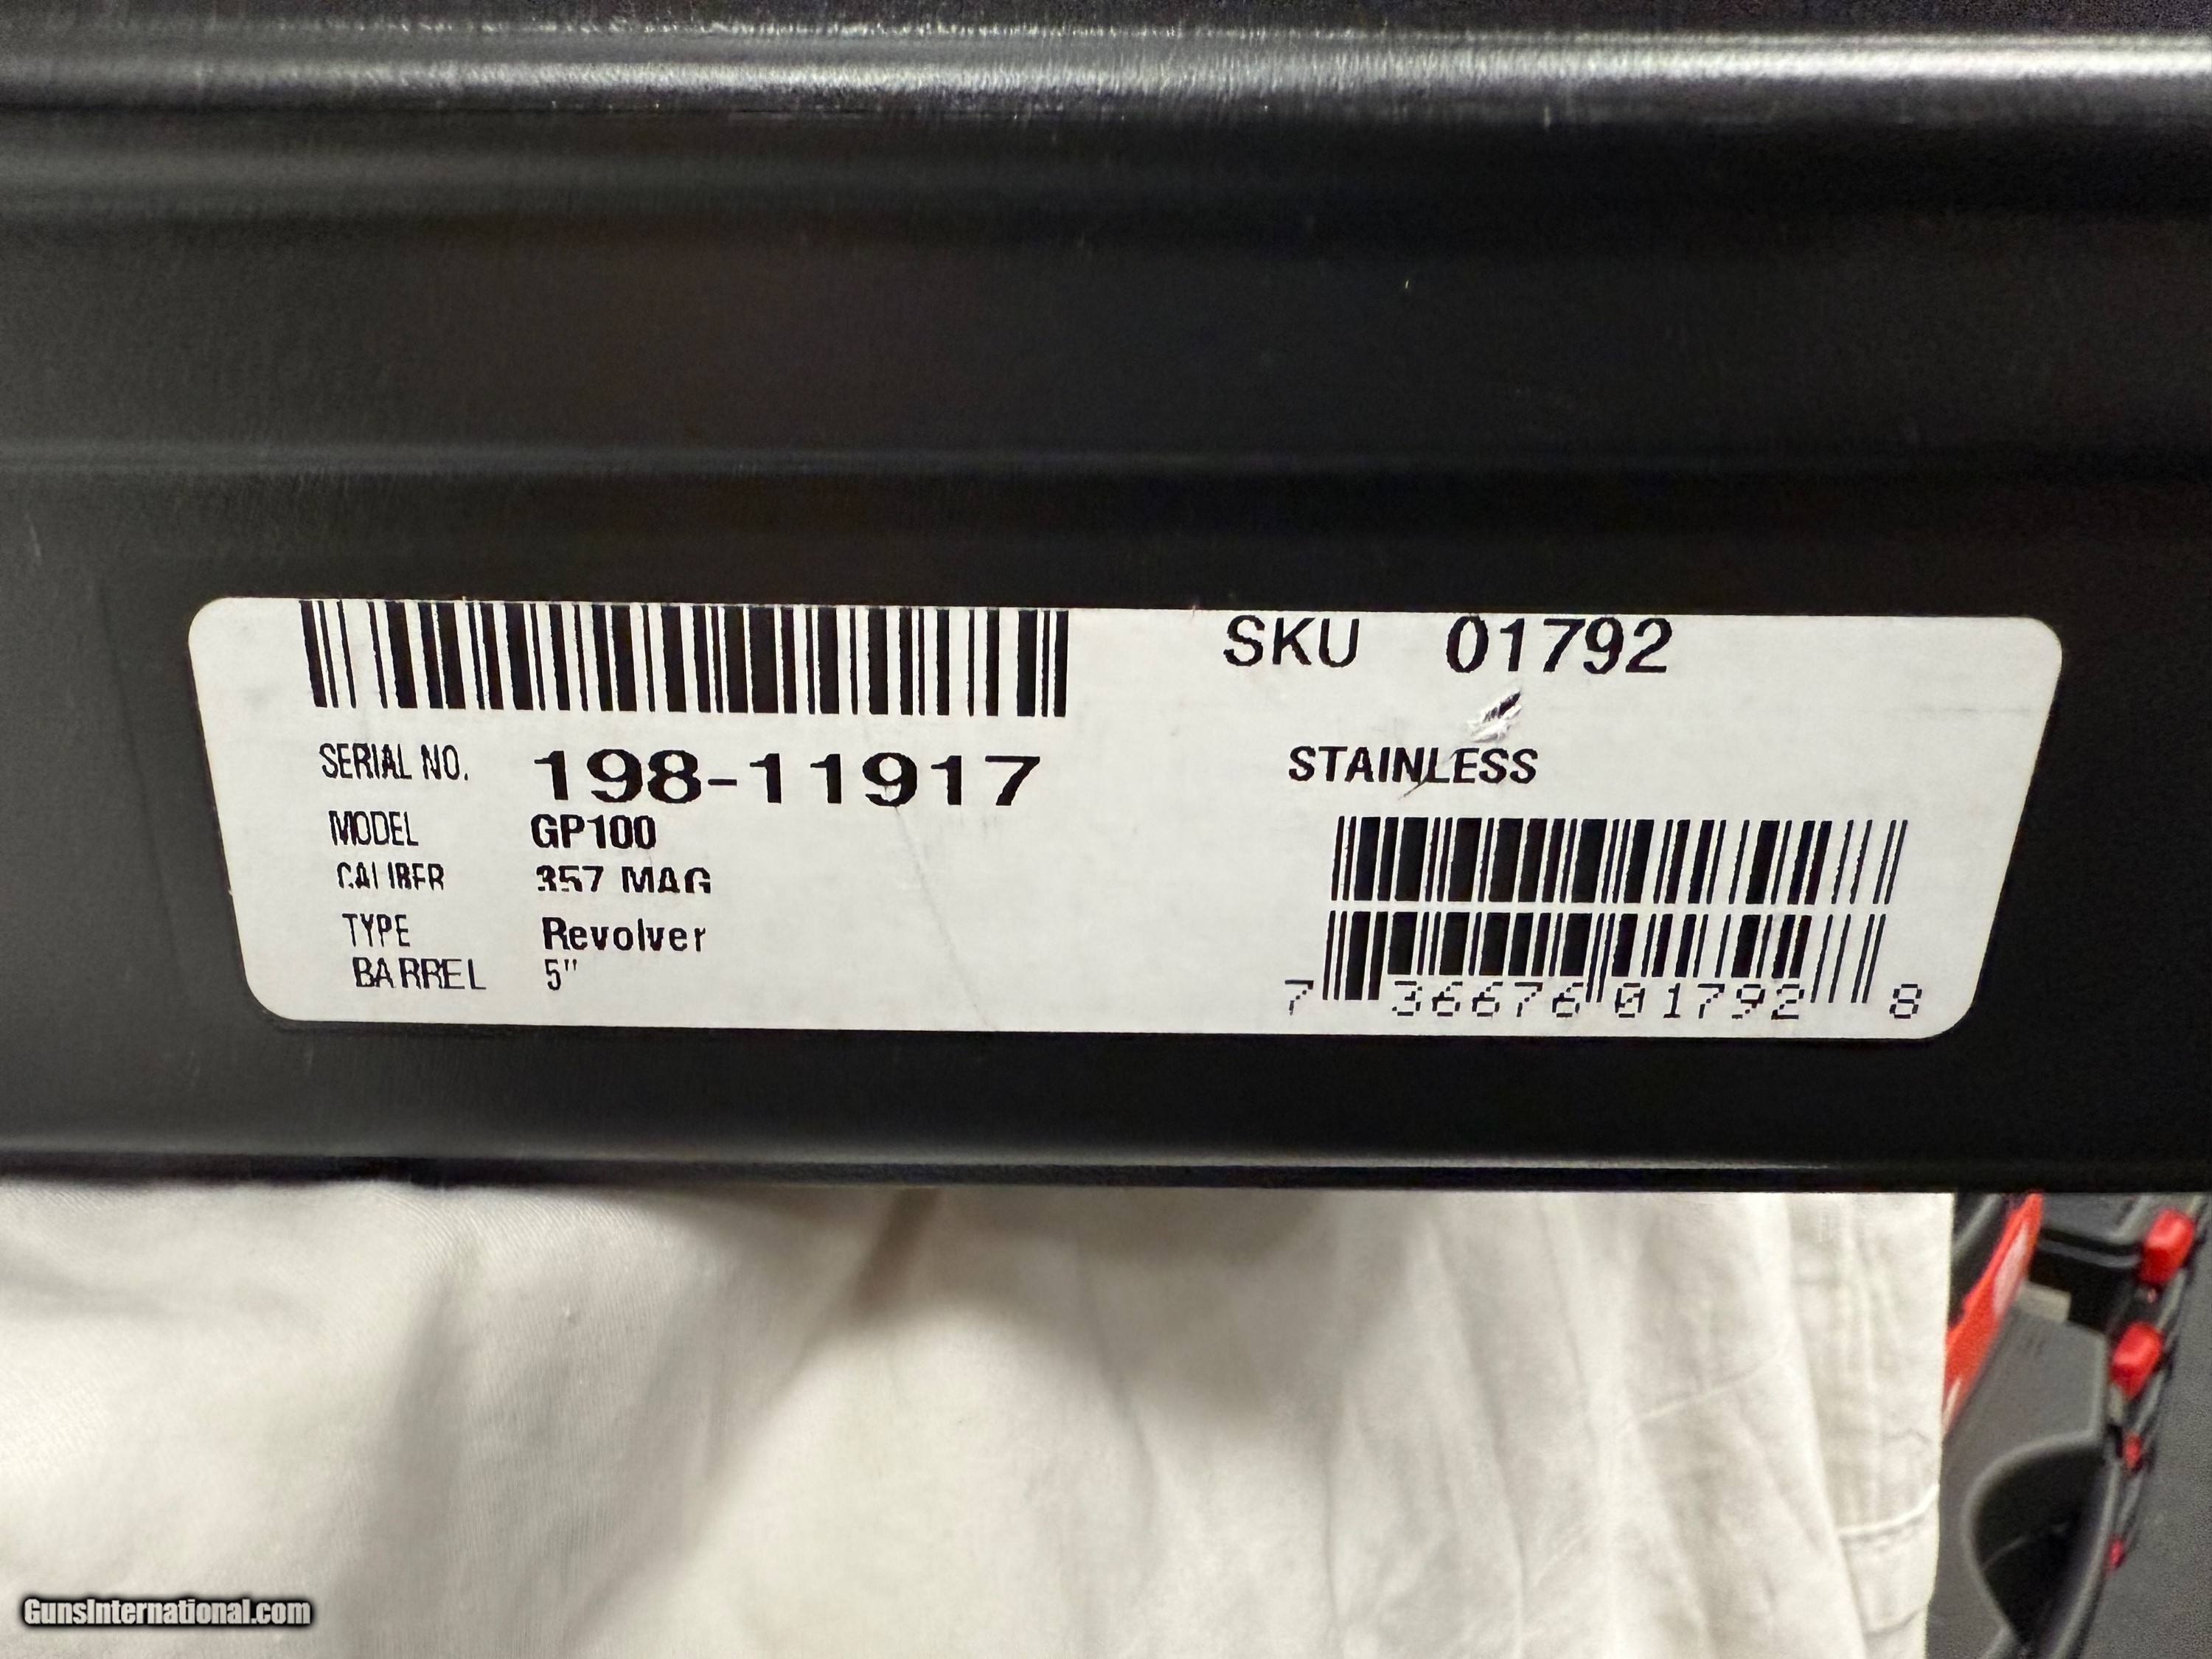 SKU 01792
SERIAL NO. 198-11917
STAINLESS
MODEL GP100
CALIBER 357 MAG
TYPE Revolver
BARREL 5"
7 36676 01792 8
GunsInternational.com